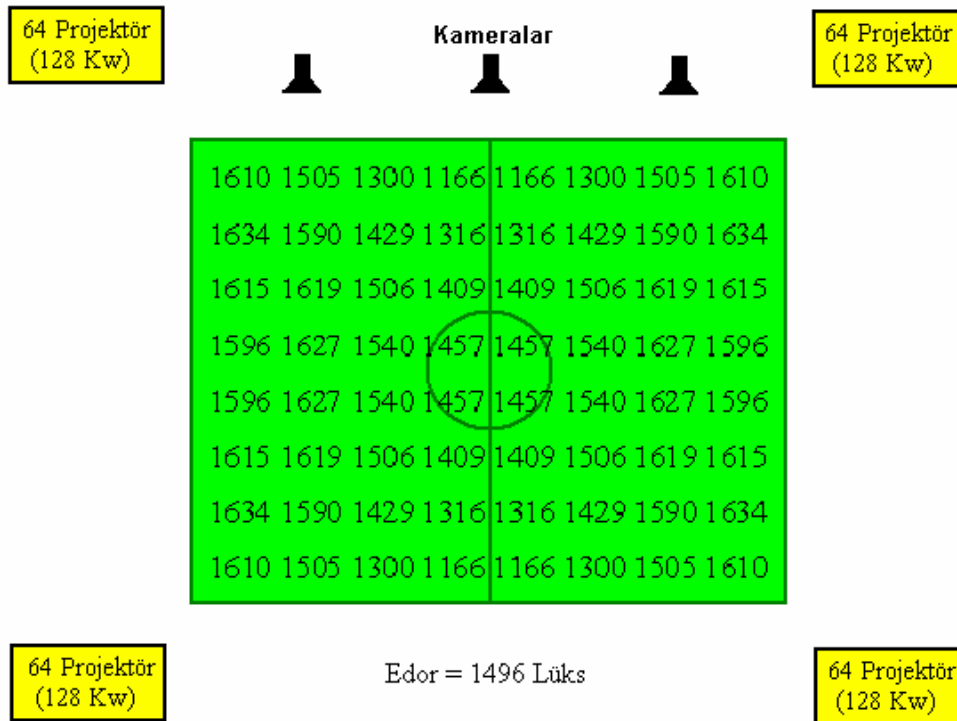 64 Projektör
(128 Kw)
Kameralar
64 Projektör
(128 Kw)
1610 1505 1300 1166 1166 1300 1505 1610
1634 1590 1429 1316 1316 1429 1590 1634
1615 1619 1506 1409 1409 1506 1619 1615
1596 1627 1540 1457 1457 1540 1627 1596
1596 1627 1540 1457 1457 1540 1627 1596
1615 1619 1506 1409 1409 1506 1619 1615
1634 1590 1429 1316 1316 1429 1590 1634
1610 1505 1300 1166 1166 1300 1505 1610
64 Projektör
(128 Kw)
Edor = 1496 Lüks
64 Projektör
(128 Kw)